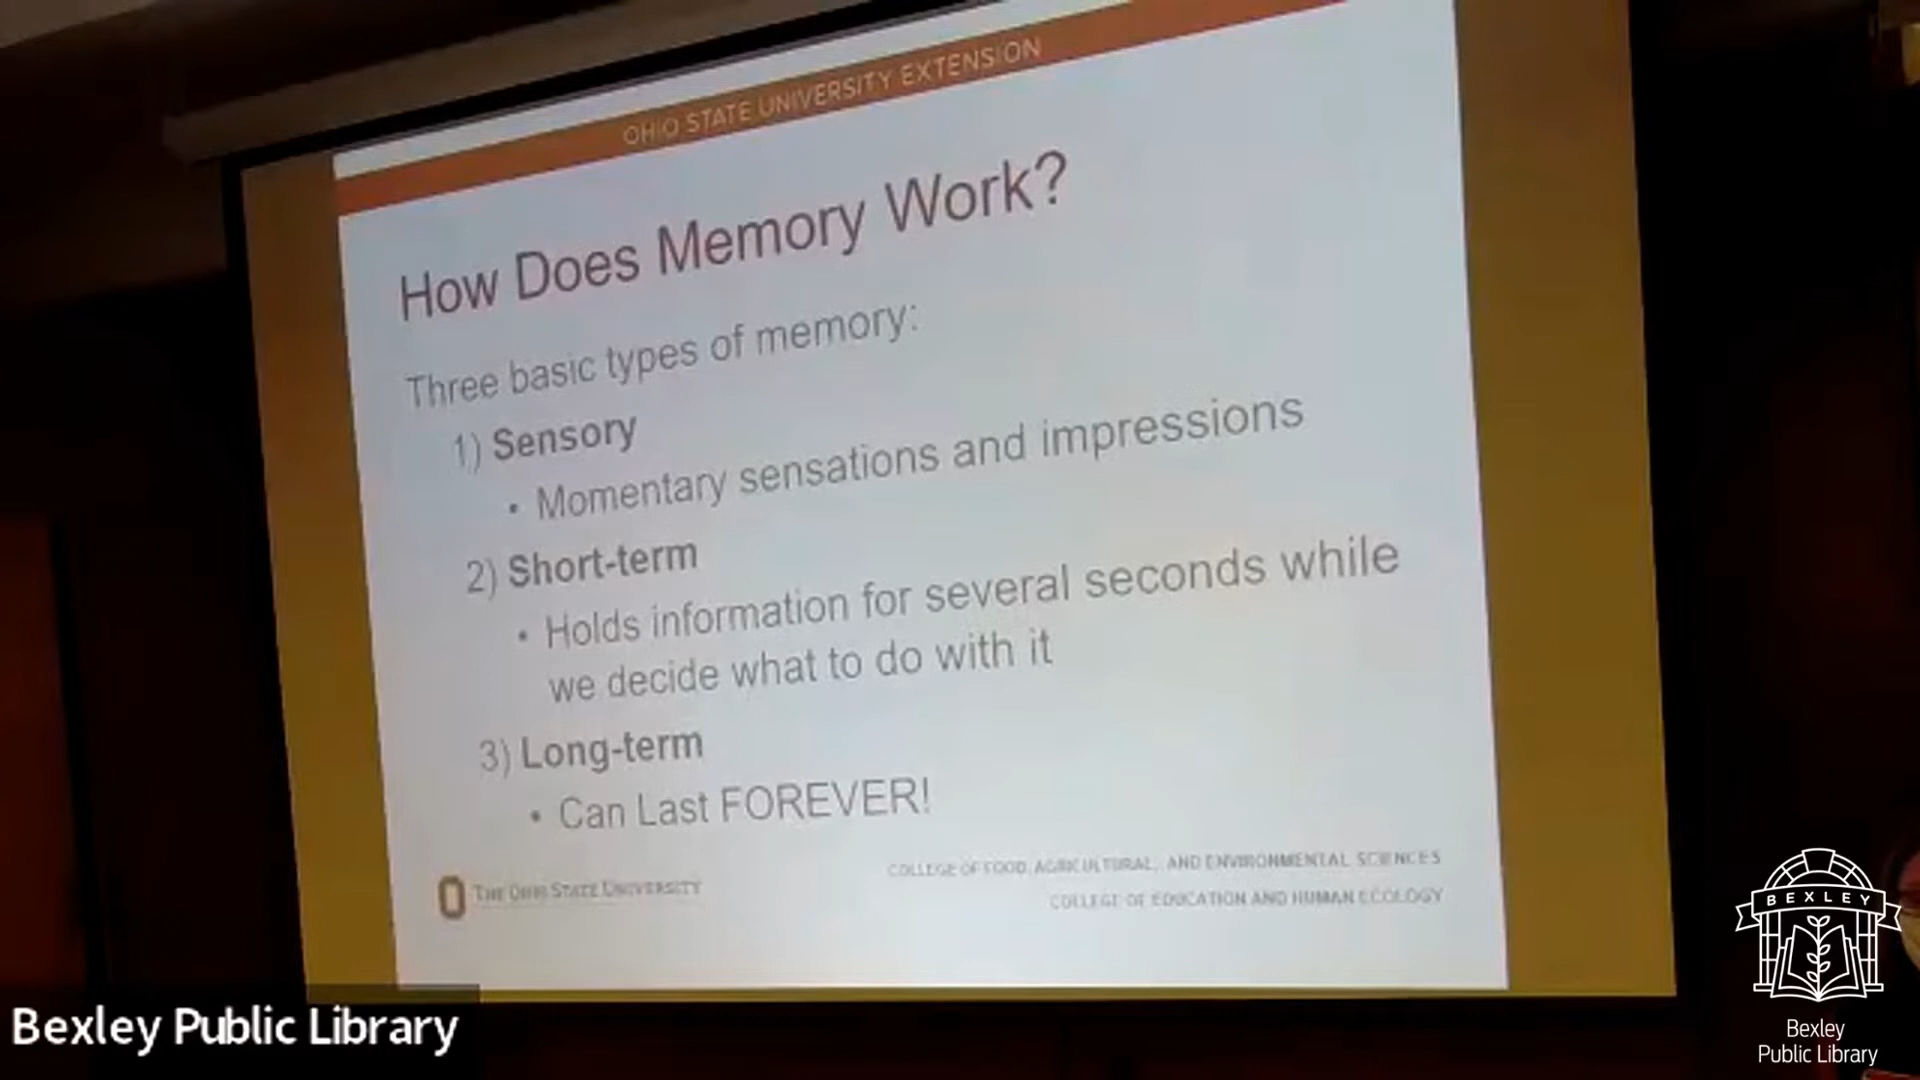 OHIO STATE UNIVERSITY EXTENSION
How Does Memory Work?
Three basic types of memory:
1) Sensory
• Momentary sensations and impressions
2) Short-term
• Holds information for several seconds while
we decide what to do with it
3) Long-term
• Can Last FOREVER!
THE OHIO STATE UNIVERSITY
COLLEGE OF FOOD, AGRICULTURAL, AND ENVIRONMENTAL SCIENCES
COLLEGE OF EDUCATION AND HUMAN ECOLOGY
Bexley Public Library
BEXLEY
Bexley
Public Library